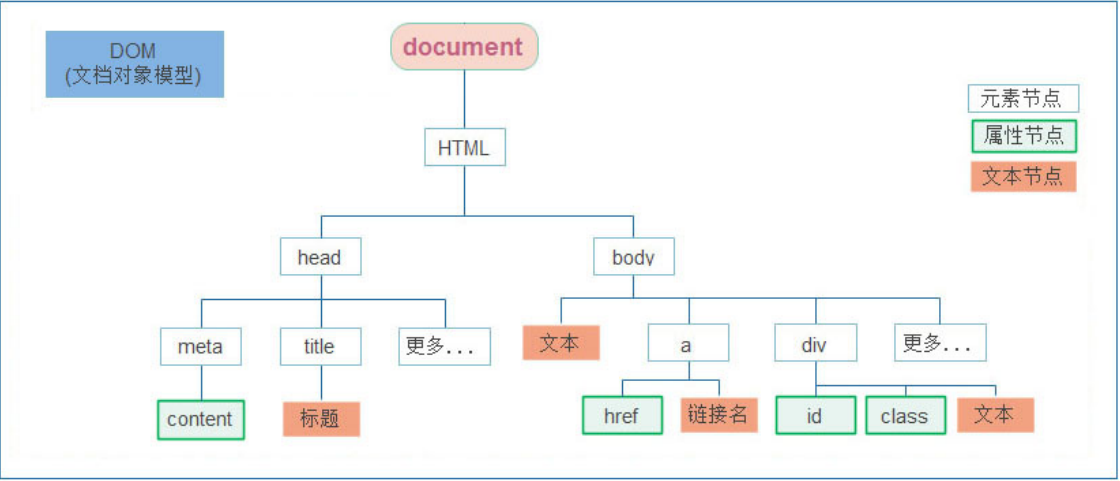 DOM
(文档对象模型)
document
元素节点
属性节点
文本节点
HTML
head
body
meta
title
更多...
文本
a
div
更多...
content
标题
href
链接名
id
class
文本